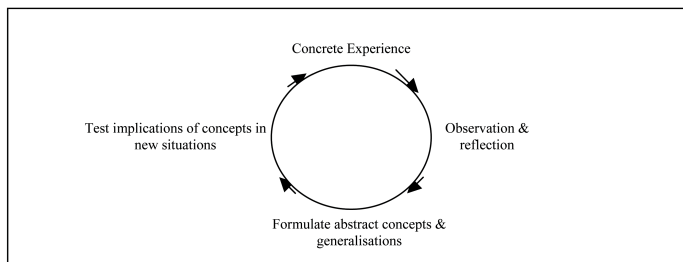 Concrete Experience
Observation &
reflection
Formulate abstract concepts &
generalisations
Test implications of concepts in
new situations